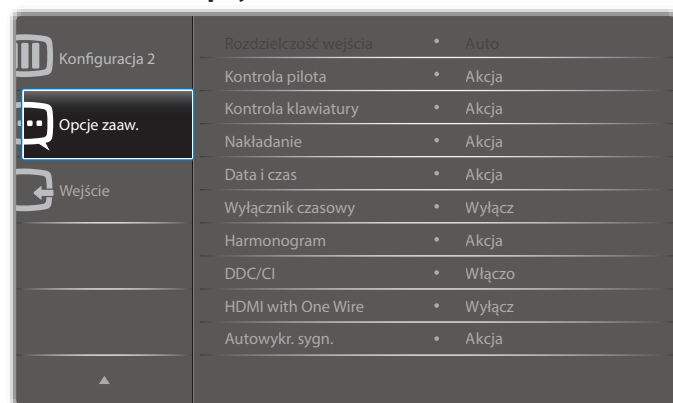 Konfiguracja 2
Opcje zaaw.
Wejście
Rozdzielczość wejścia • Auto
Kontrola pilota • Akcja
Kontrola klawiatury • Akcja
Nakładanie • Akcja
Data i czas • Akcja
Wyłącznik czasowy • Wyłącz
Harmonogram • Akcja
DDC/CI • Włączo
HDMI with One Wire • Wyłącz
Autowykr. sygn. • Akcja